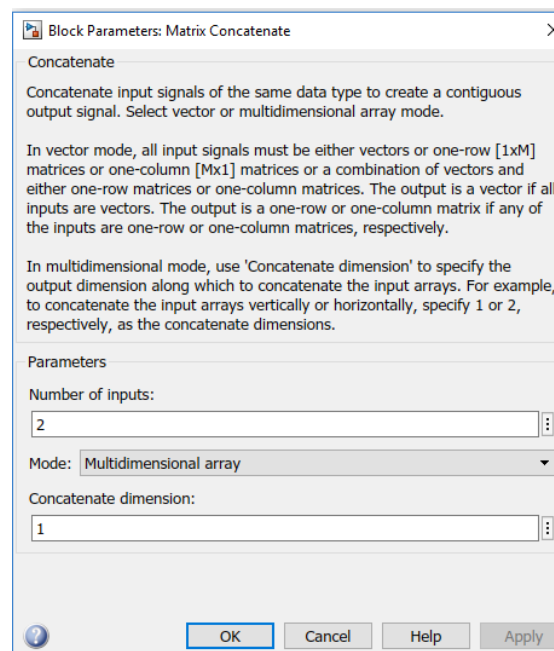 Block Parameters: Matrix Concatenate
Concatenate
Concatenate input signals of the same data type to create a contiguous
output signal. Select vector or multidimensional array mode.
In vector mode, all input signals must be either vectors or one-row [1xM]
matrices or one-column [Mx1] matrices or a combination of vectors and
either one-row matrices or one-column matrices. The output is a vector if all
inputs are vectors. The output is a one-row or one-column matrix if any of
the inputs are one-row or one-column matrices, respectively.
In multidimensional mode, use 'Concatenate dimension' to specify the
output dimension along which to concatenate the input arrays. For example,
to concatenate the input arrays vertically or horizontally, specify 1 or 2,
respectively, as the concatenate dimensions.
Parameters
Number of inputs:
2
Mode: Multidimensional array
Concatenate dimension:
1
OK Cancel Help Apply